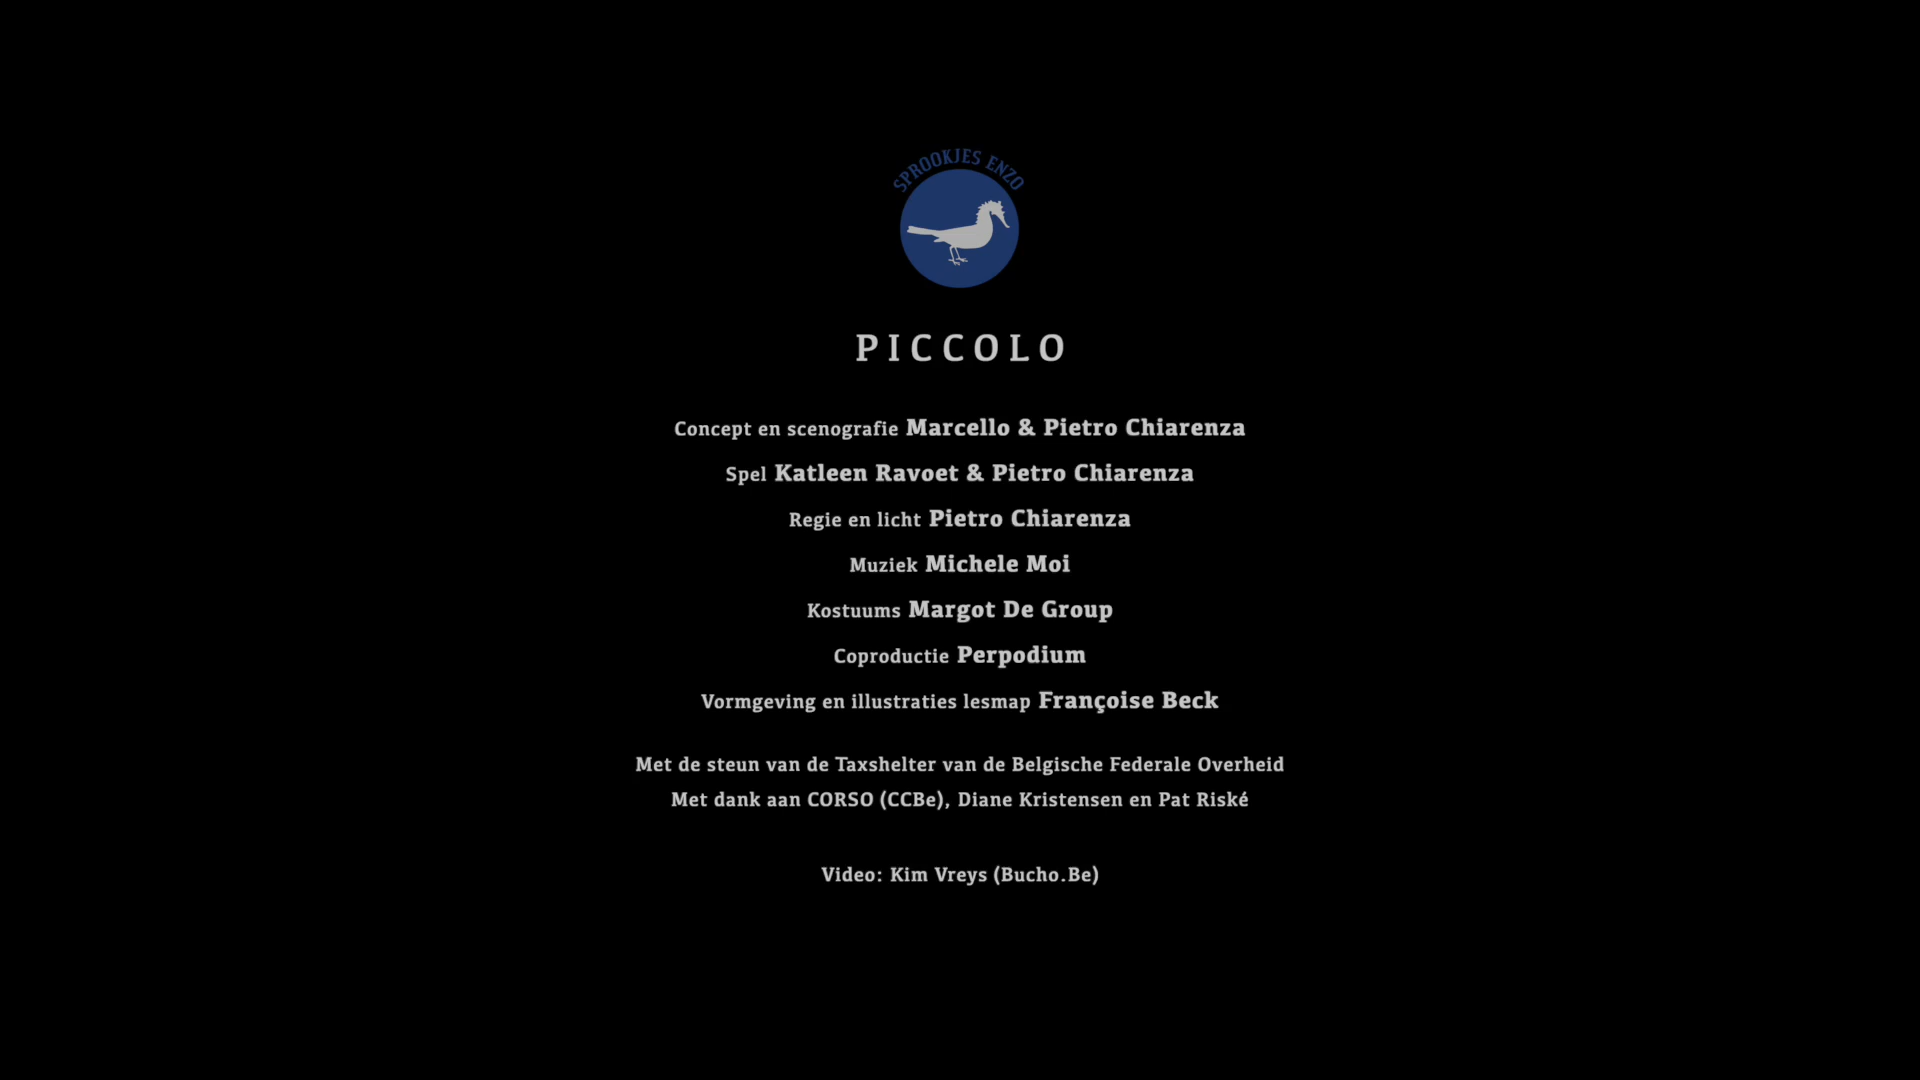 SPROOKJES ENZO
PICCOLO
Concept en scenografie Marcello & Pietro Chiarenza
Spel Katleen Ravoet & Pietro Chiarenza
Regie en licht Pietro Chiarenza
Muziek Michele Moi
Kostuums Margot De Group
Coproductie Perpodium
Vormgeving en illustraties lesmap Françoise Beck
Met de steun van de Taxshelter van de Belgische Federale Overheid
Met dank aan CORSO (CCBe), Diane Kristensen en Pat Riské
Video: Kim Vreys (Bucho.Be)